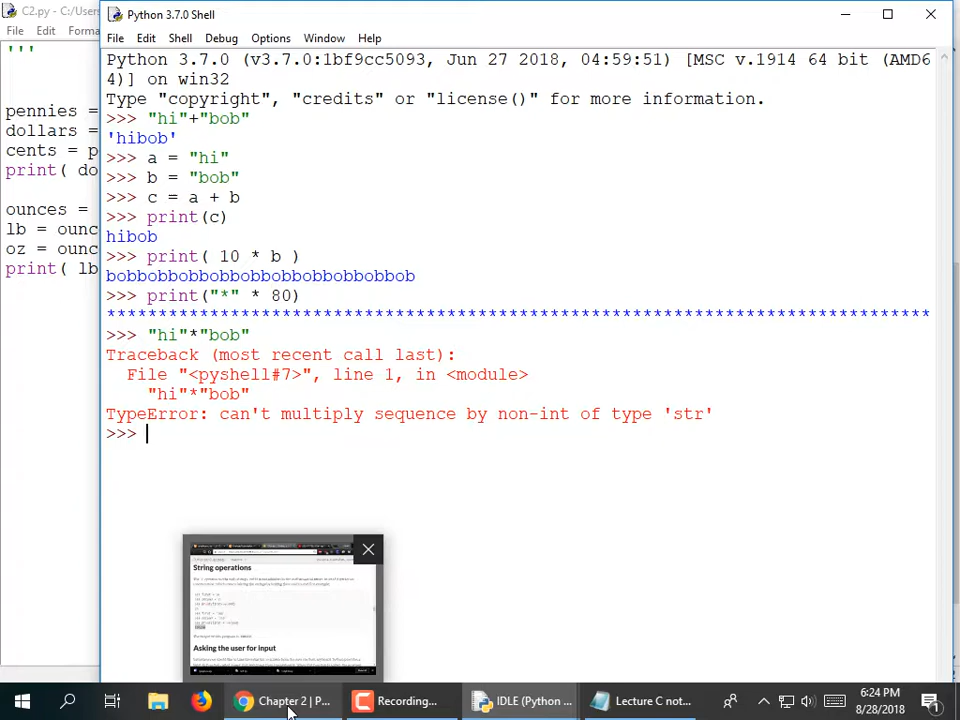 C2.py - C:/Users
File Edit Forma
'''
pennies =
dollars =
cents = p
print( do
ounces =
lb = ounc
oz = ounc
print( lb
Python 3.7.0 Shell
File Edit Shell Debug Options Window Help
Python 3.7.0 (v3.7.0:1bf9cc5093, Jun 27 2018, 04:59:51) [MSC v.1914 64 bit (AMD6
4)] on win32
Type "copyright", "credits" or "license()" for more information.
>>> "hi"+"bob"
'hibob'
>>> a = "hi"
>>> b = "bob"
>>> c = a + b
>>> print(c)
hibob
>>> print( 10 * b )
bobbobbobbobbobbobbobbobbobbob
>>> print("*" * 80)
********************************************************************************
>>> "hi"*"bob"
Traceback (most recent call last):
File "<pyshell#7>", line 1, in <module>
"hi"*"bob"
TypeError: can't multiply sequence by non-int of type 'str'
>>>
String operations
Asking the user for input
Chapter 2 | P...
Recording...
IDLE (Python ...
Lecture C not...
6:24 PM
8/28/2018
1